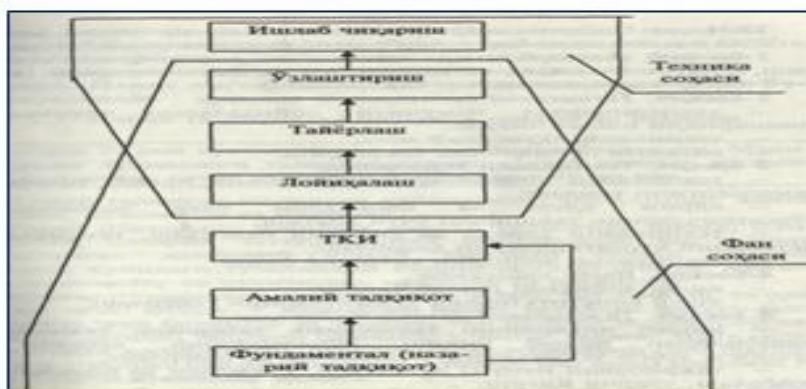 Ишлаб чиқариш
Ўзлаштириш
Техника
соҳаси
Тайёрлаш
Лойиҳалаш
ТКИ
Фан
соҳаси
Амалий тадқиқот
Фундаментал (наза-
рий тадқиқот)